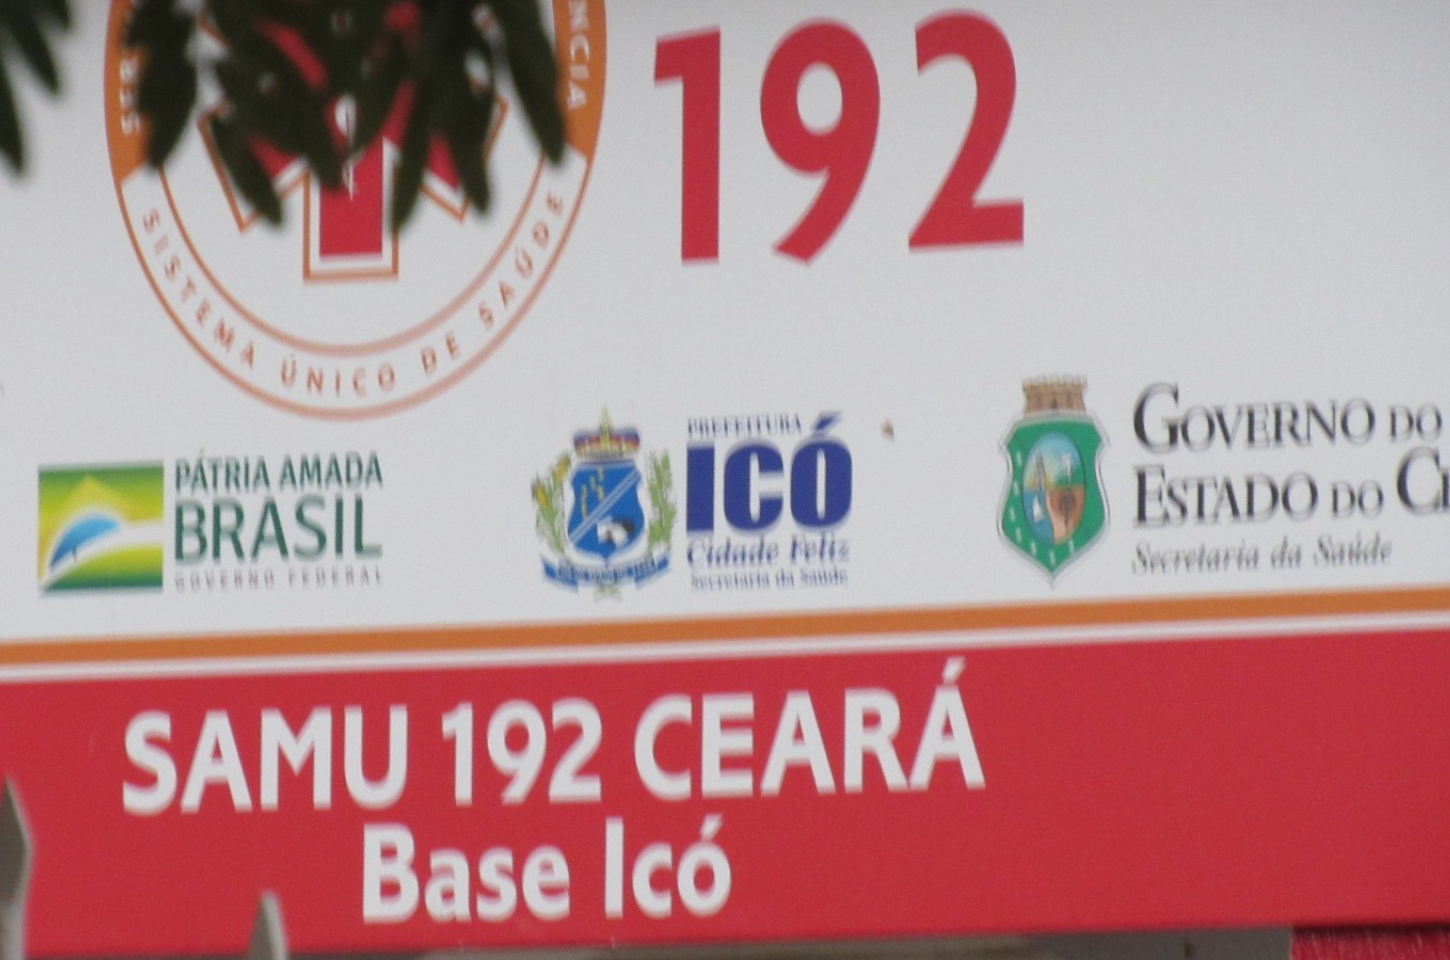 192
SISTEMA ÚNICO DE SAÚDE
PÁTRIA AMADA
BRASIL
GOVERNO FEDERAL
PREFEITURA
ICÓ
Cidade Feliz
Secretaria da Saúde
GOVERNO DO
ESTADO DO
Secretaria da Saúde
SAMU 192 CEARÁ
Base Icó